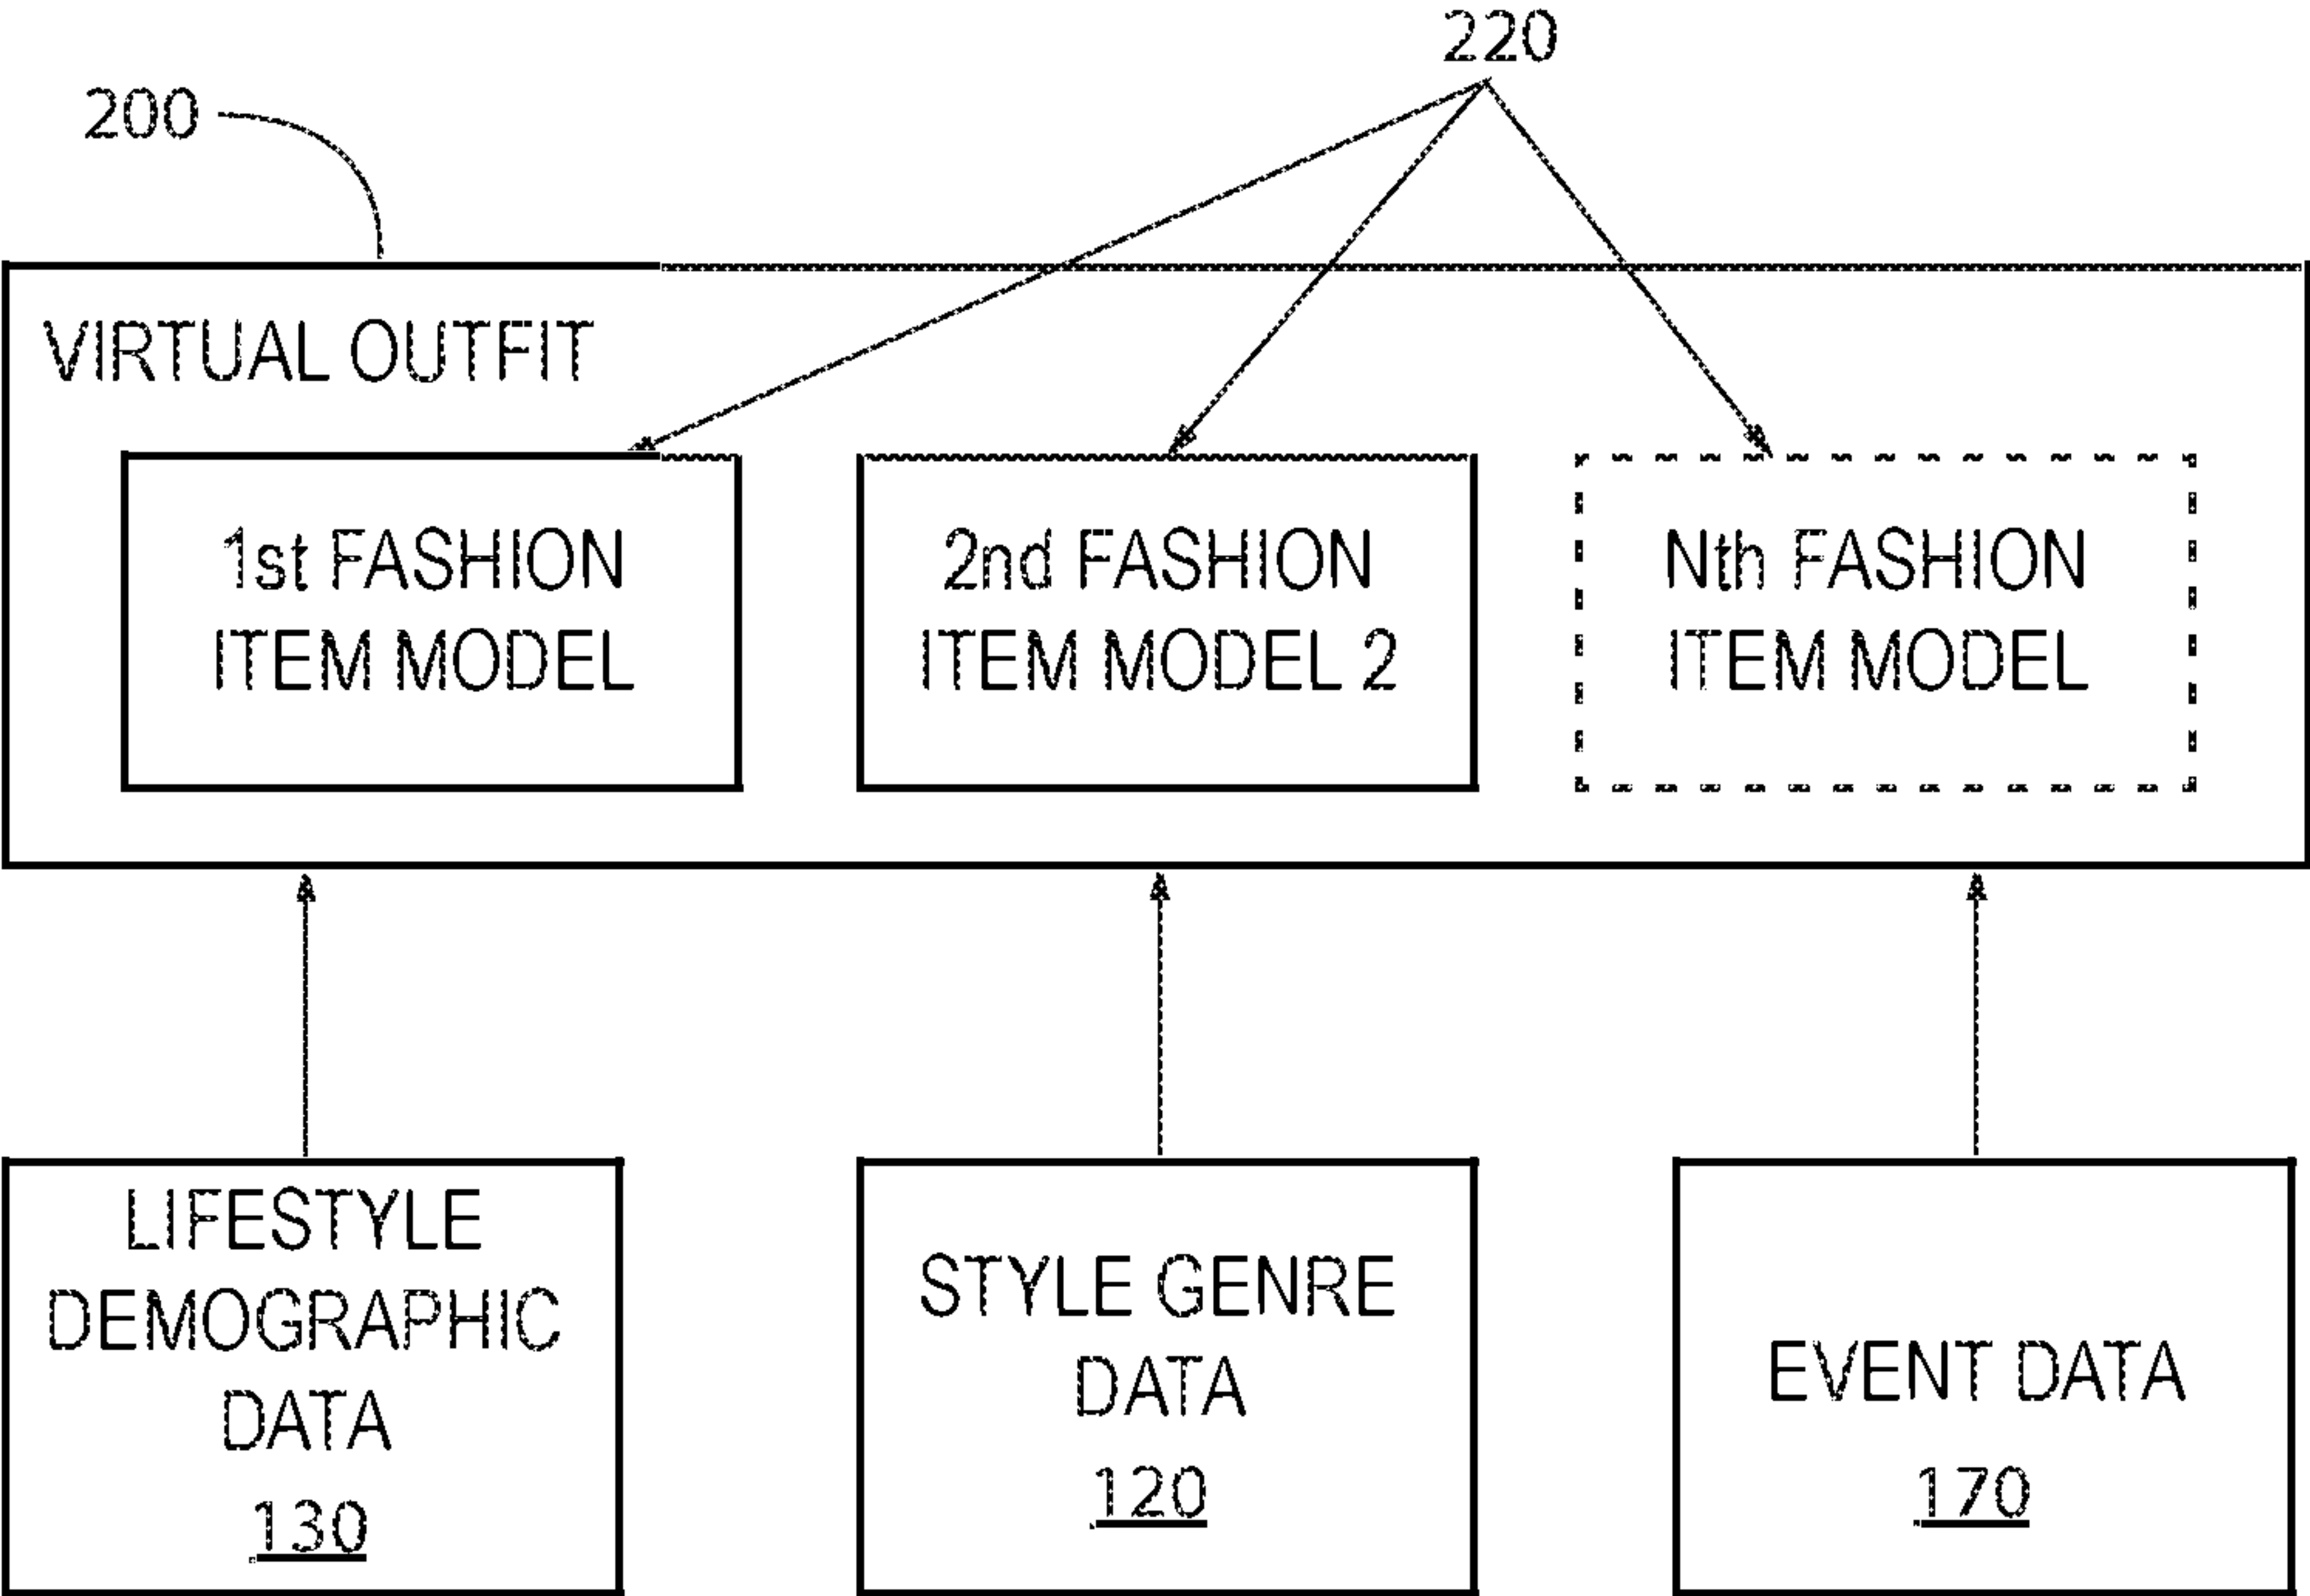 220
200
VIRTUAL OUTFIT
1st FASHION
ITEM MODEL
2nd FASHION
ITEM MODEL 2
Nth FASHION
ITEM MODEL
LIFESTYLE
DEMOGRAPHIC
DATA
130
STYLE GENRE
DATA
120
EVENT DATA
170